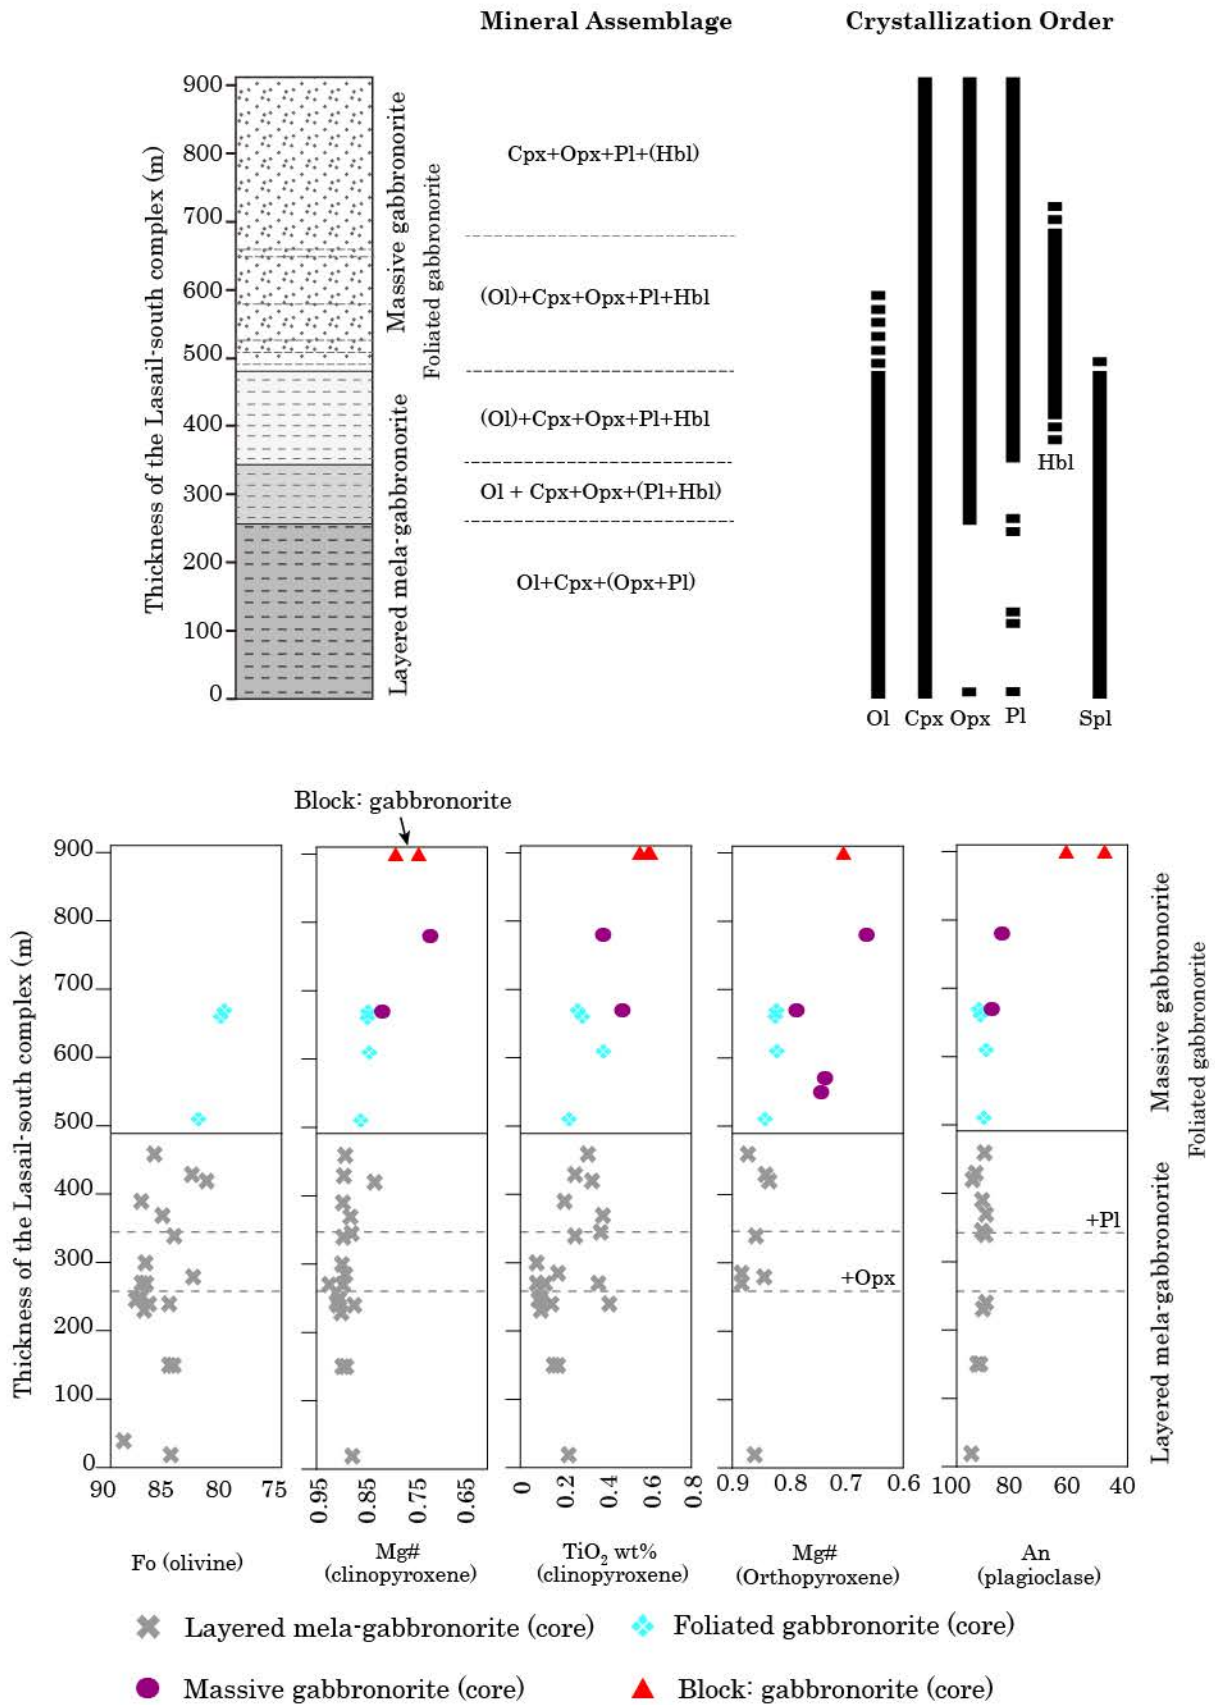 Mineral Assemblage
Crystallization Order
Thickness of the Lasail-south complex (m)
900
800
700
600
500
400
300
200
100
0
Massive gabbronorite
Foliated gabbronorite
Layered mela-gabbronorite
Cpx+Opx+Pl+(Hbl)
(Ol)+Cpx+Opx+Pl+Hbl
(Ol)+Cpx+Opx+Pl+Hbl
Ol + Cpx+Opx+(Pl+Hbl)
Ol+Cpx+(Opx+Pl)
Hbl
Ol
Cpx
Opx
Pl
Spl
Block: gabbronorite
Thickness of the Lasail-south complex (m)
900
800
700
600
500
400
300
200
100
0
+Opx
+Pl
Massive gabbronorite
Foliated gabbronorite
Layered mela-gabbronorite
90 85 80 75
0.95 0.85 0.75 0.65
0 0.2 0.4 0.6 0.8
0.9 0.8 0.7 0.6
100 80 60 40
Fo (olivine)
Mg#
(clinopyroxene)
TiO2 wt%
(clinopyroxene)
Mg#
(Orthopyroxene)
An
(plagioclase)
Layered mela-gabbronorite (core)
Foliated gabbronorite (core)
Massive gabbronorite (core)
Block: gabbronorite (core)